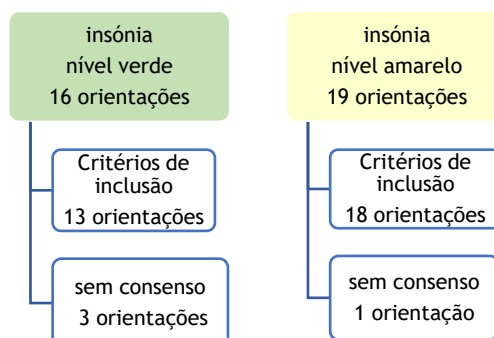 insónia
nível verde
16 orientações
Critérios de
inclusão
13 orientações
sem consenso
3 orientações
insónia
nível amarelo
19 orientações
Critérios de
inclusão
18 orientações
sem consenso
1 orientação